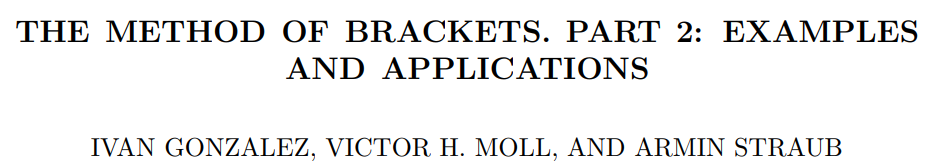 THE METHOD OF BRACKETS. PART 2: EXAMPLES
AND APPLICATIONS
IVAN GONZALEZ, VICTOR H. MOLL, AND ARMIN STRAUB